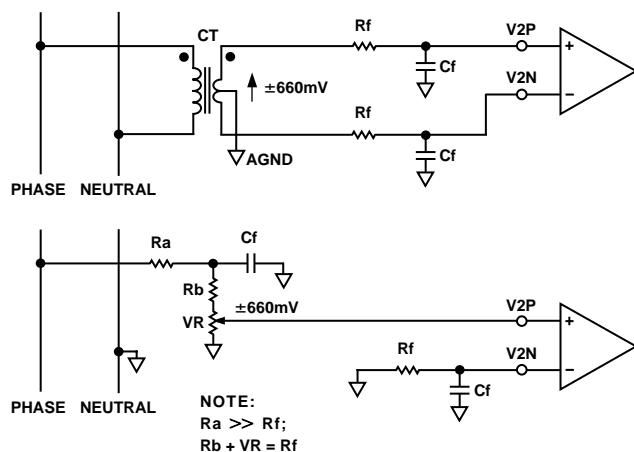 CT
Rf
V2P
+
Cf
±660mV
V2N
−
Rf
Cf
AGND
PHASE NEUTRAL
Ra
Cf
Rb
±660mV
V2P
+
VR
Rf
V2N
−
Cf
PHASE NEUTRAL
NOTE:
Ra >> Rf;
Rb + VR = Rf